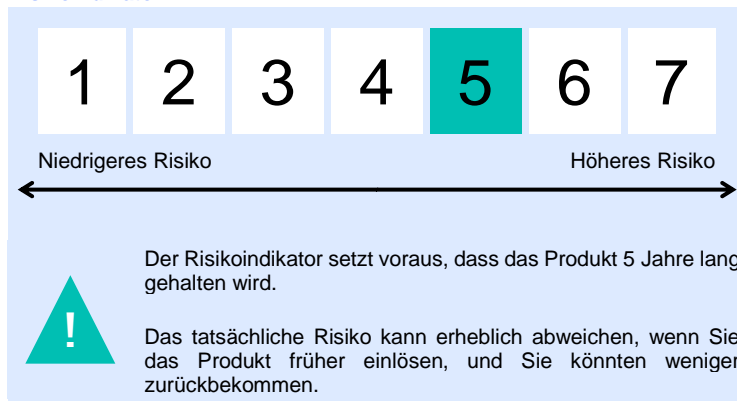 1 2 3 4 5 6 7
Niedrigeres Risiko Höheres Risiko
Der Risikoindikator setzt voraus, dass das Produkt 5 Jahre lang
gehalten wird.
!
Das tatsächliche Risiko kann erheblich abweichen, wenn Sie
das Produkt früher einlösen, und Sie könnten weniger
zurückbekommen.